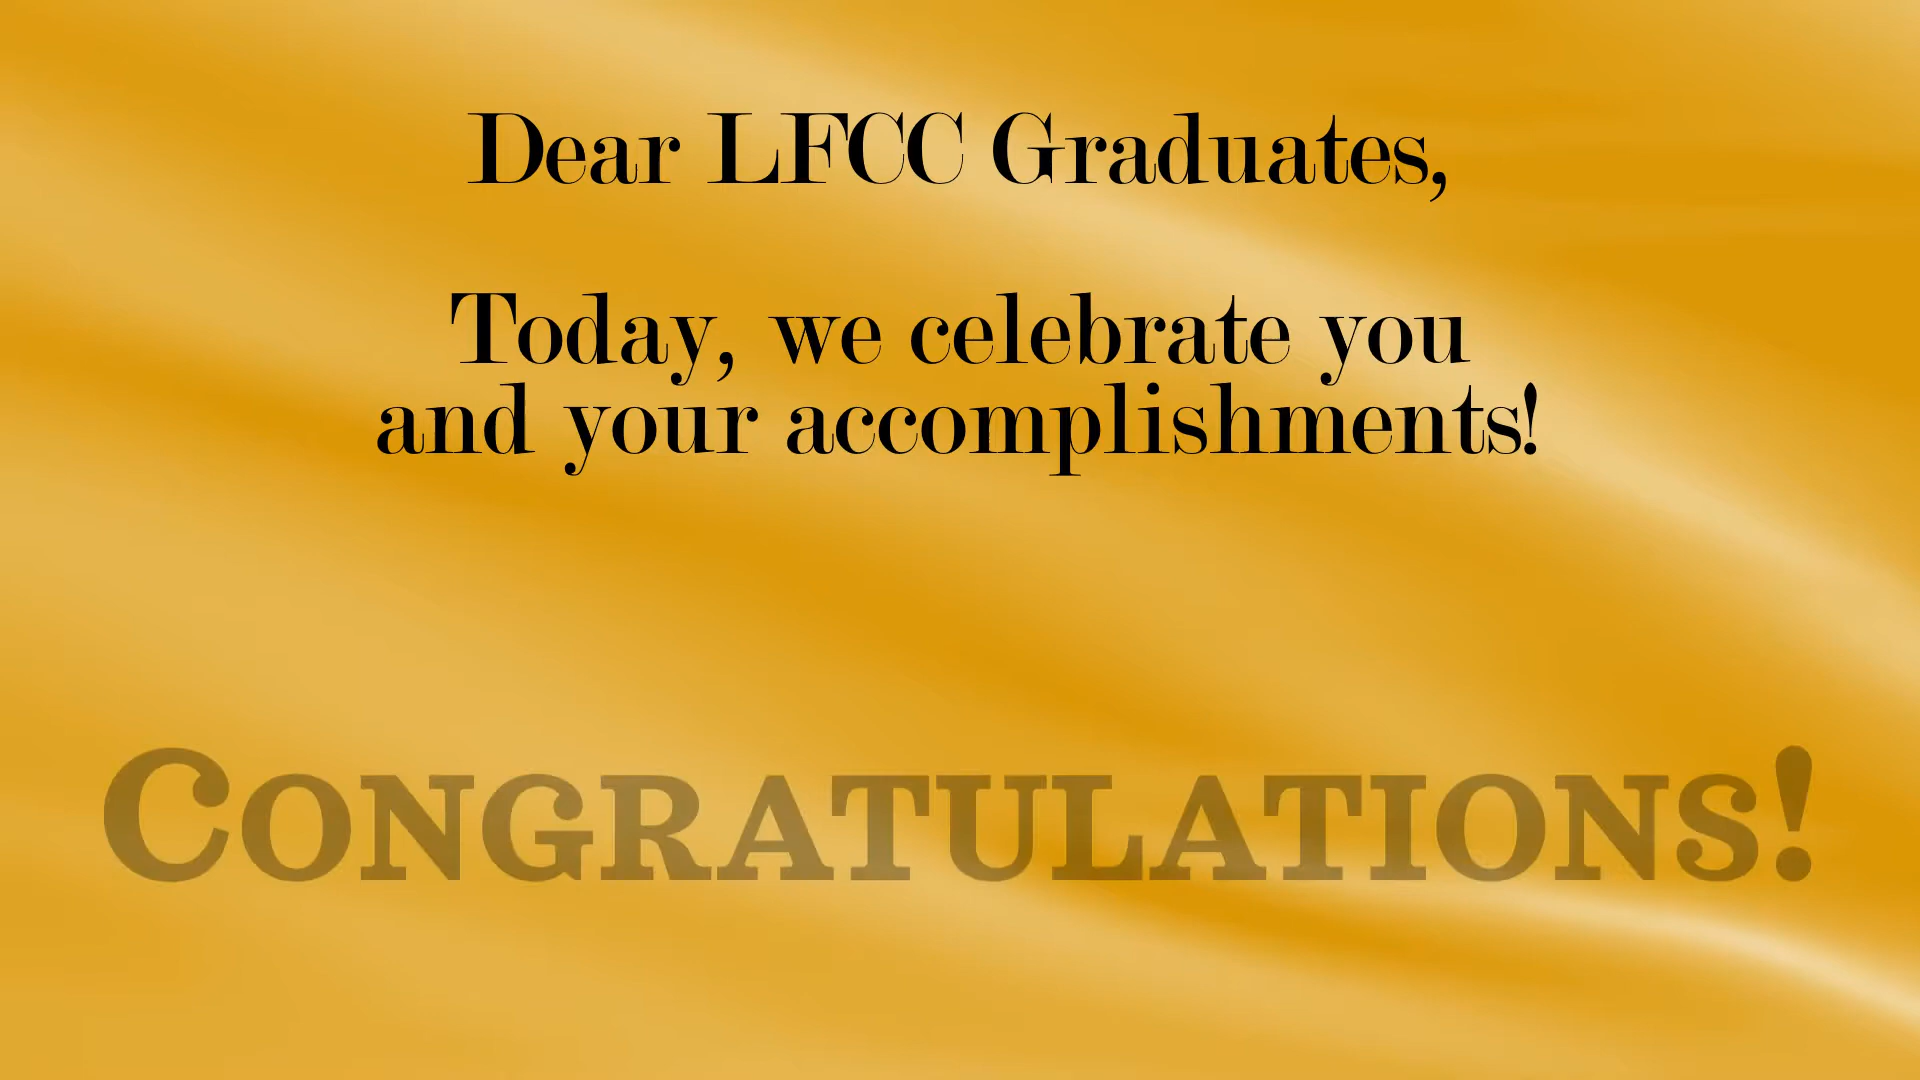 Dear LFCC Graduates,
Today, we celebrate you
and your accomplishments!
CONGRATULATIONS!